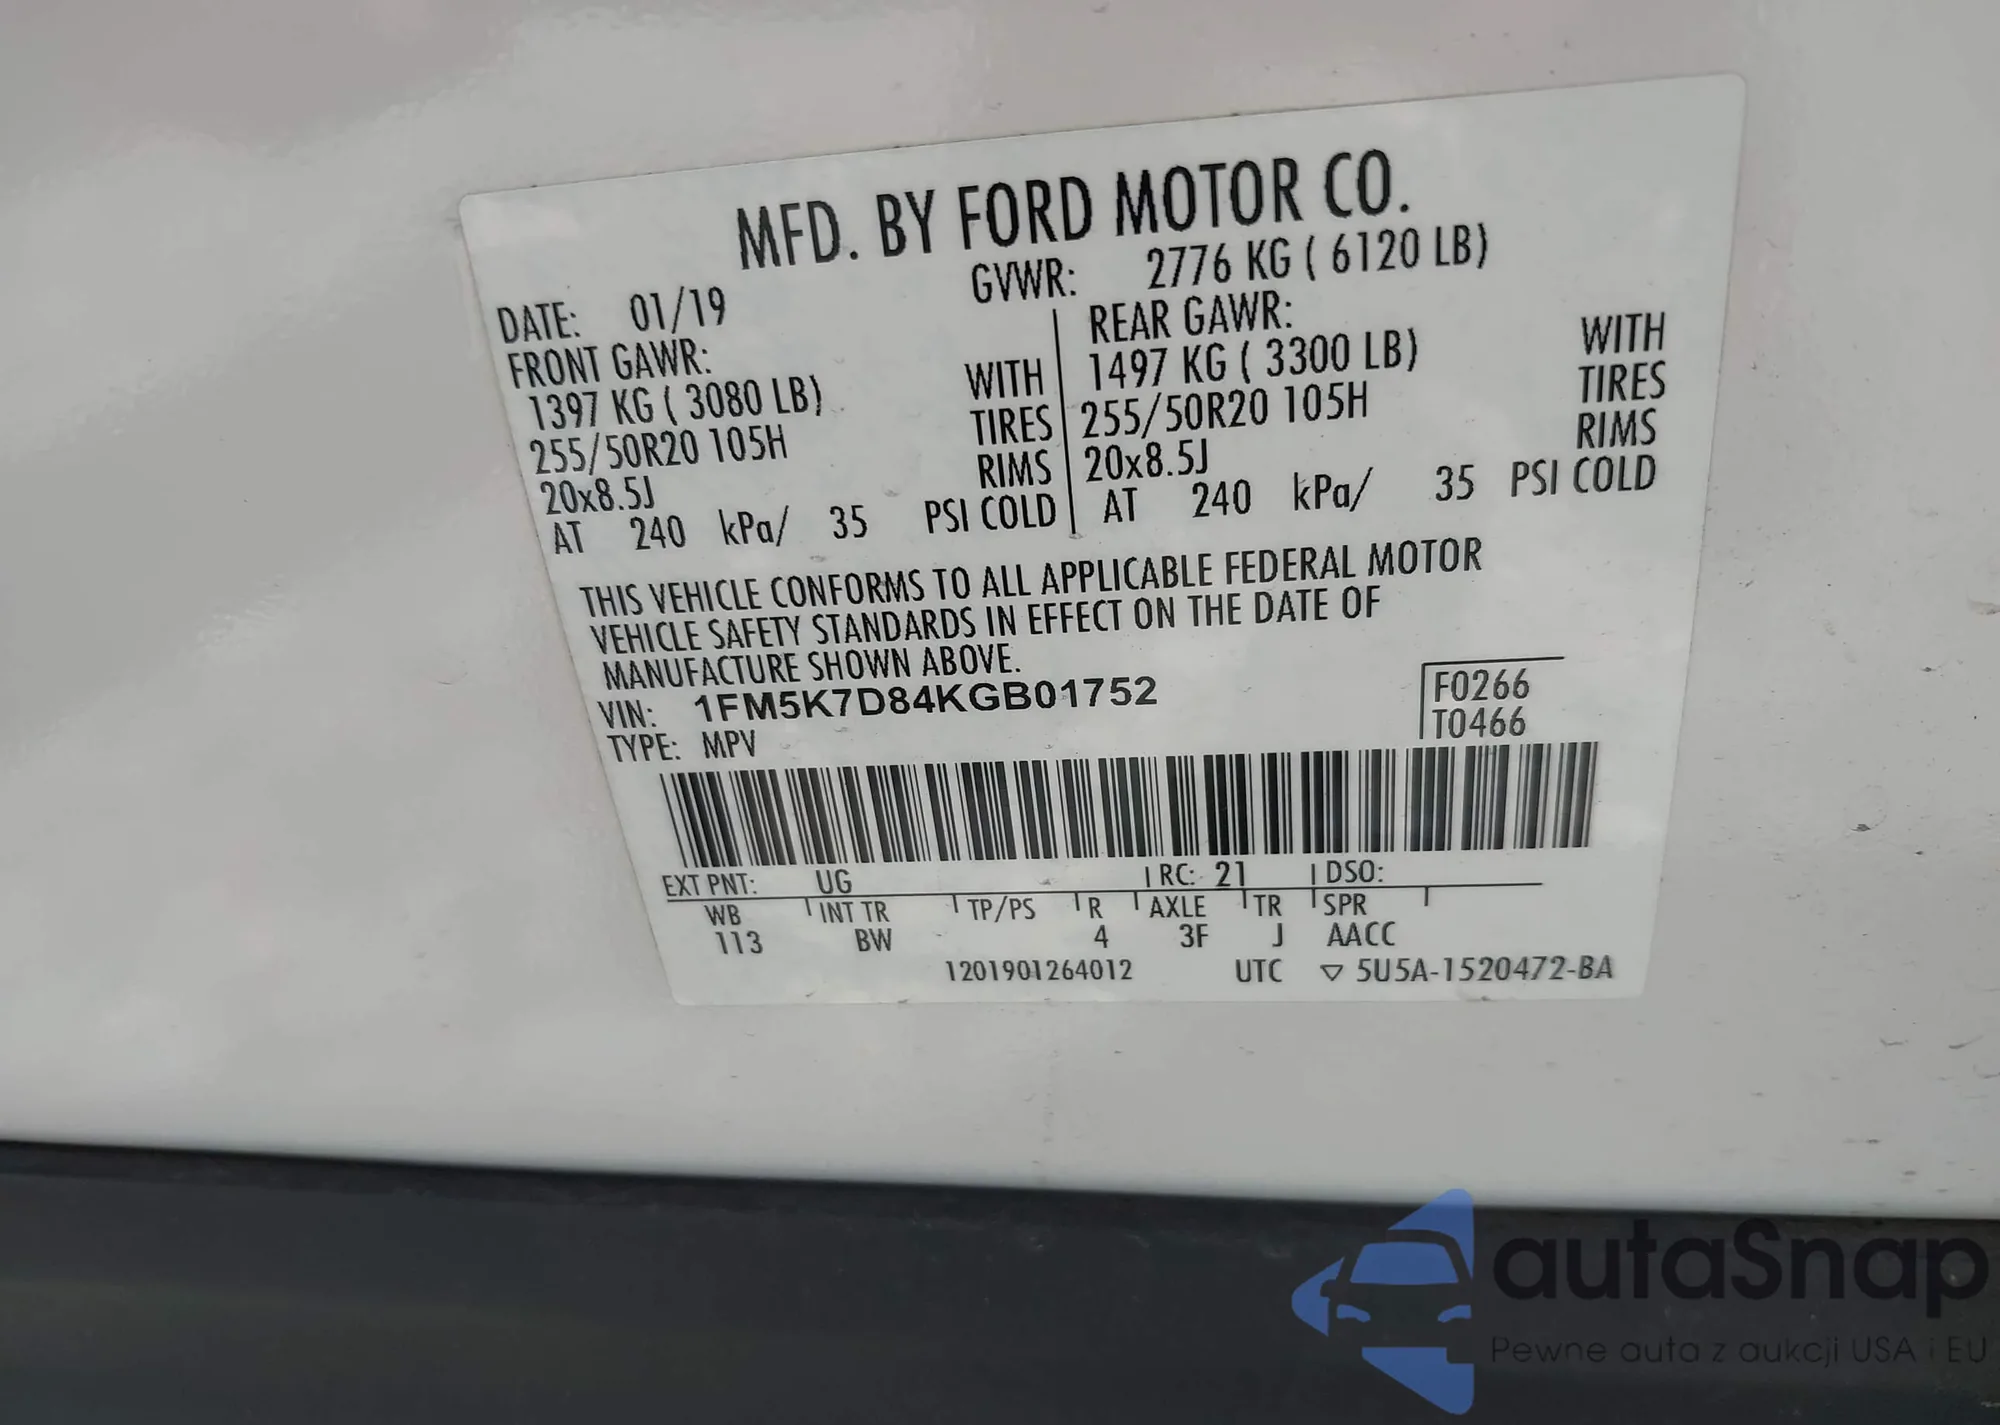 MFD. BY FORD MOTOR CO.
DATE: 01/19 GVWR: 2776 KG ( 6120 LB)
FRONT GAWR: REAR GAWR:
1397 KG ( 3080 LB) WITH 1497 KG ( 3300 LB) WITH
255/50R20 105H TIRES 255/50R20 105H TIRES
20x8.5J RIMS 20x8.5J RIMS
AT 240 kPa/ 35 PSI COLD AT 240 kPa/ 35 PSI COLD
THIS VEHICLE CONFORMS TO ALL APPLICABLE FEDERAL MOTOR
VEHICLE SAFETY STANDARDS IN EFFECT ON THE DATE OF
MANUFACTURE SHOWN ABOVE.
VIN: 1FM5K7D84KGB01752 F0266
TYPE: MPV T0466
EXT PNT: UG RC: 21 DSO:
WB INT TR TP/PS R AXLE TR SPR
113 BW 4 3F J AACC
1201901264012 UTC ▽ 5U5A-1520472-BA
autaSnap
Pewne auta z aukcji USA i EU